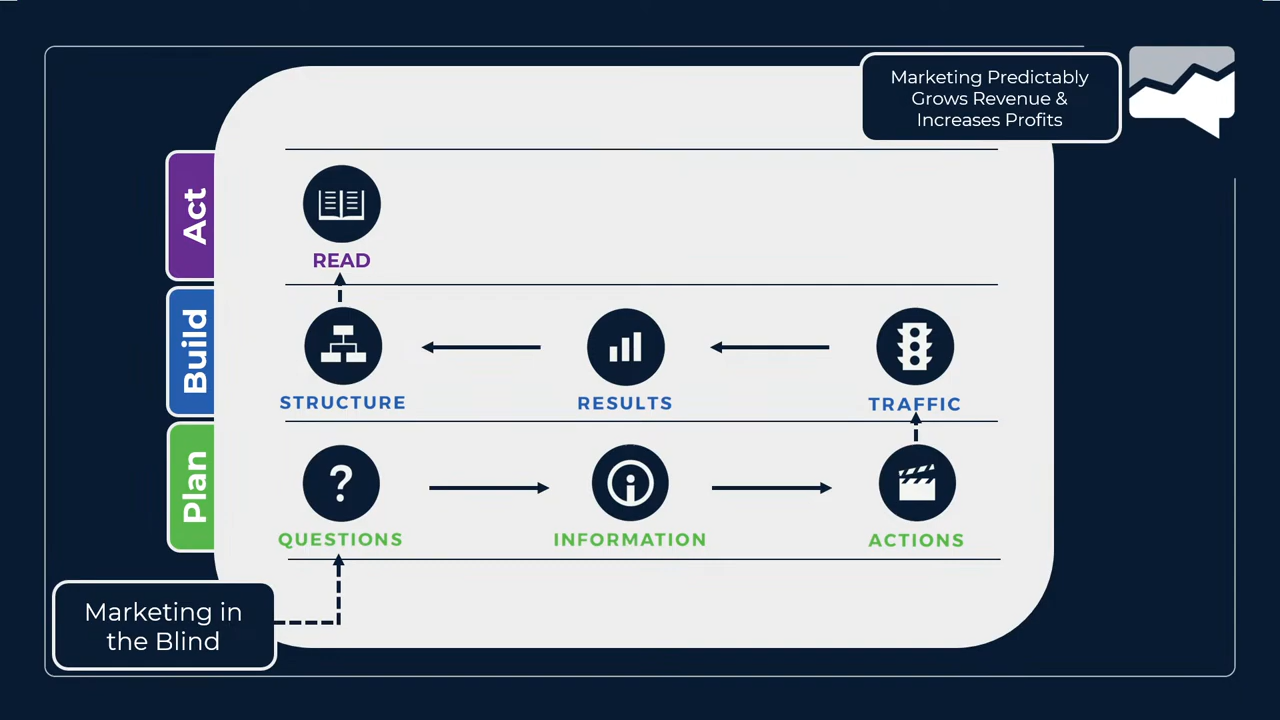 Marketing Predictably
Grows Revenue &
Increases Profits
Act
READ
Build
STRUCTURE
RESULTS
TRAFFIC
Plan
?
QUESTIONS
INFORMATION
ACTIONS
Marketing in
the Blind